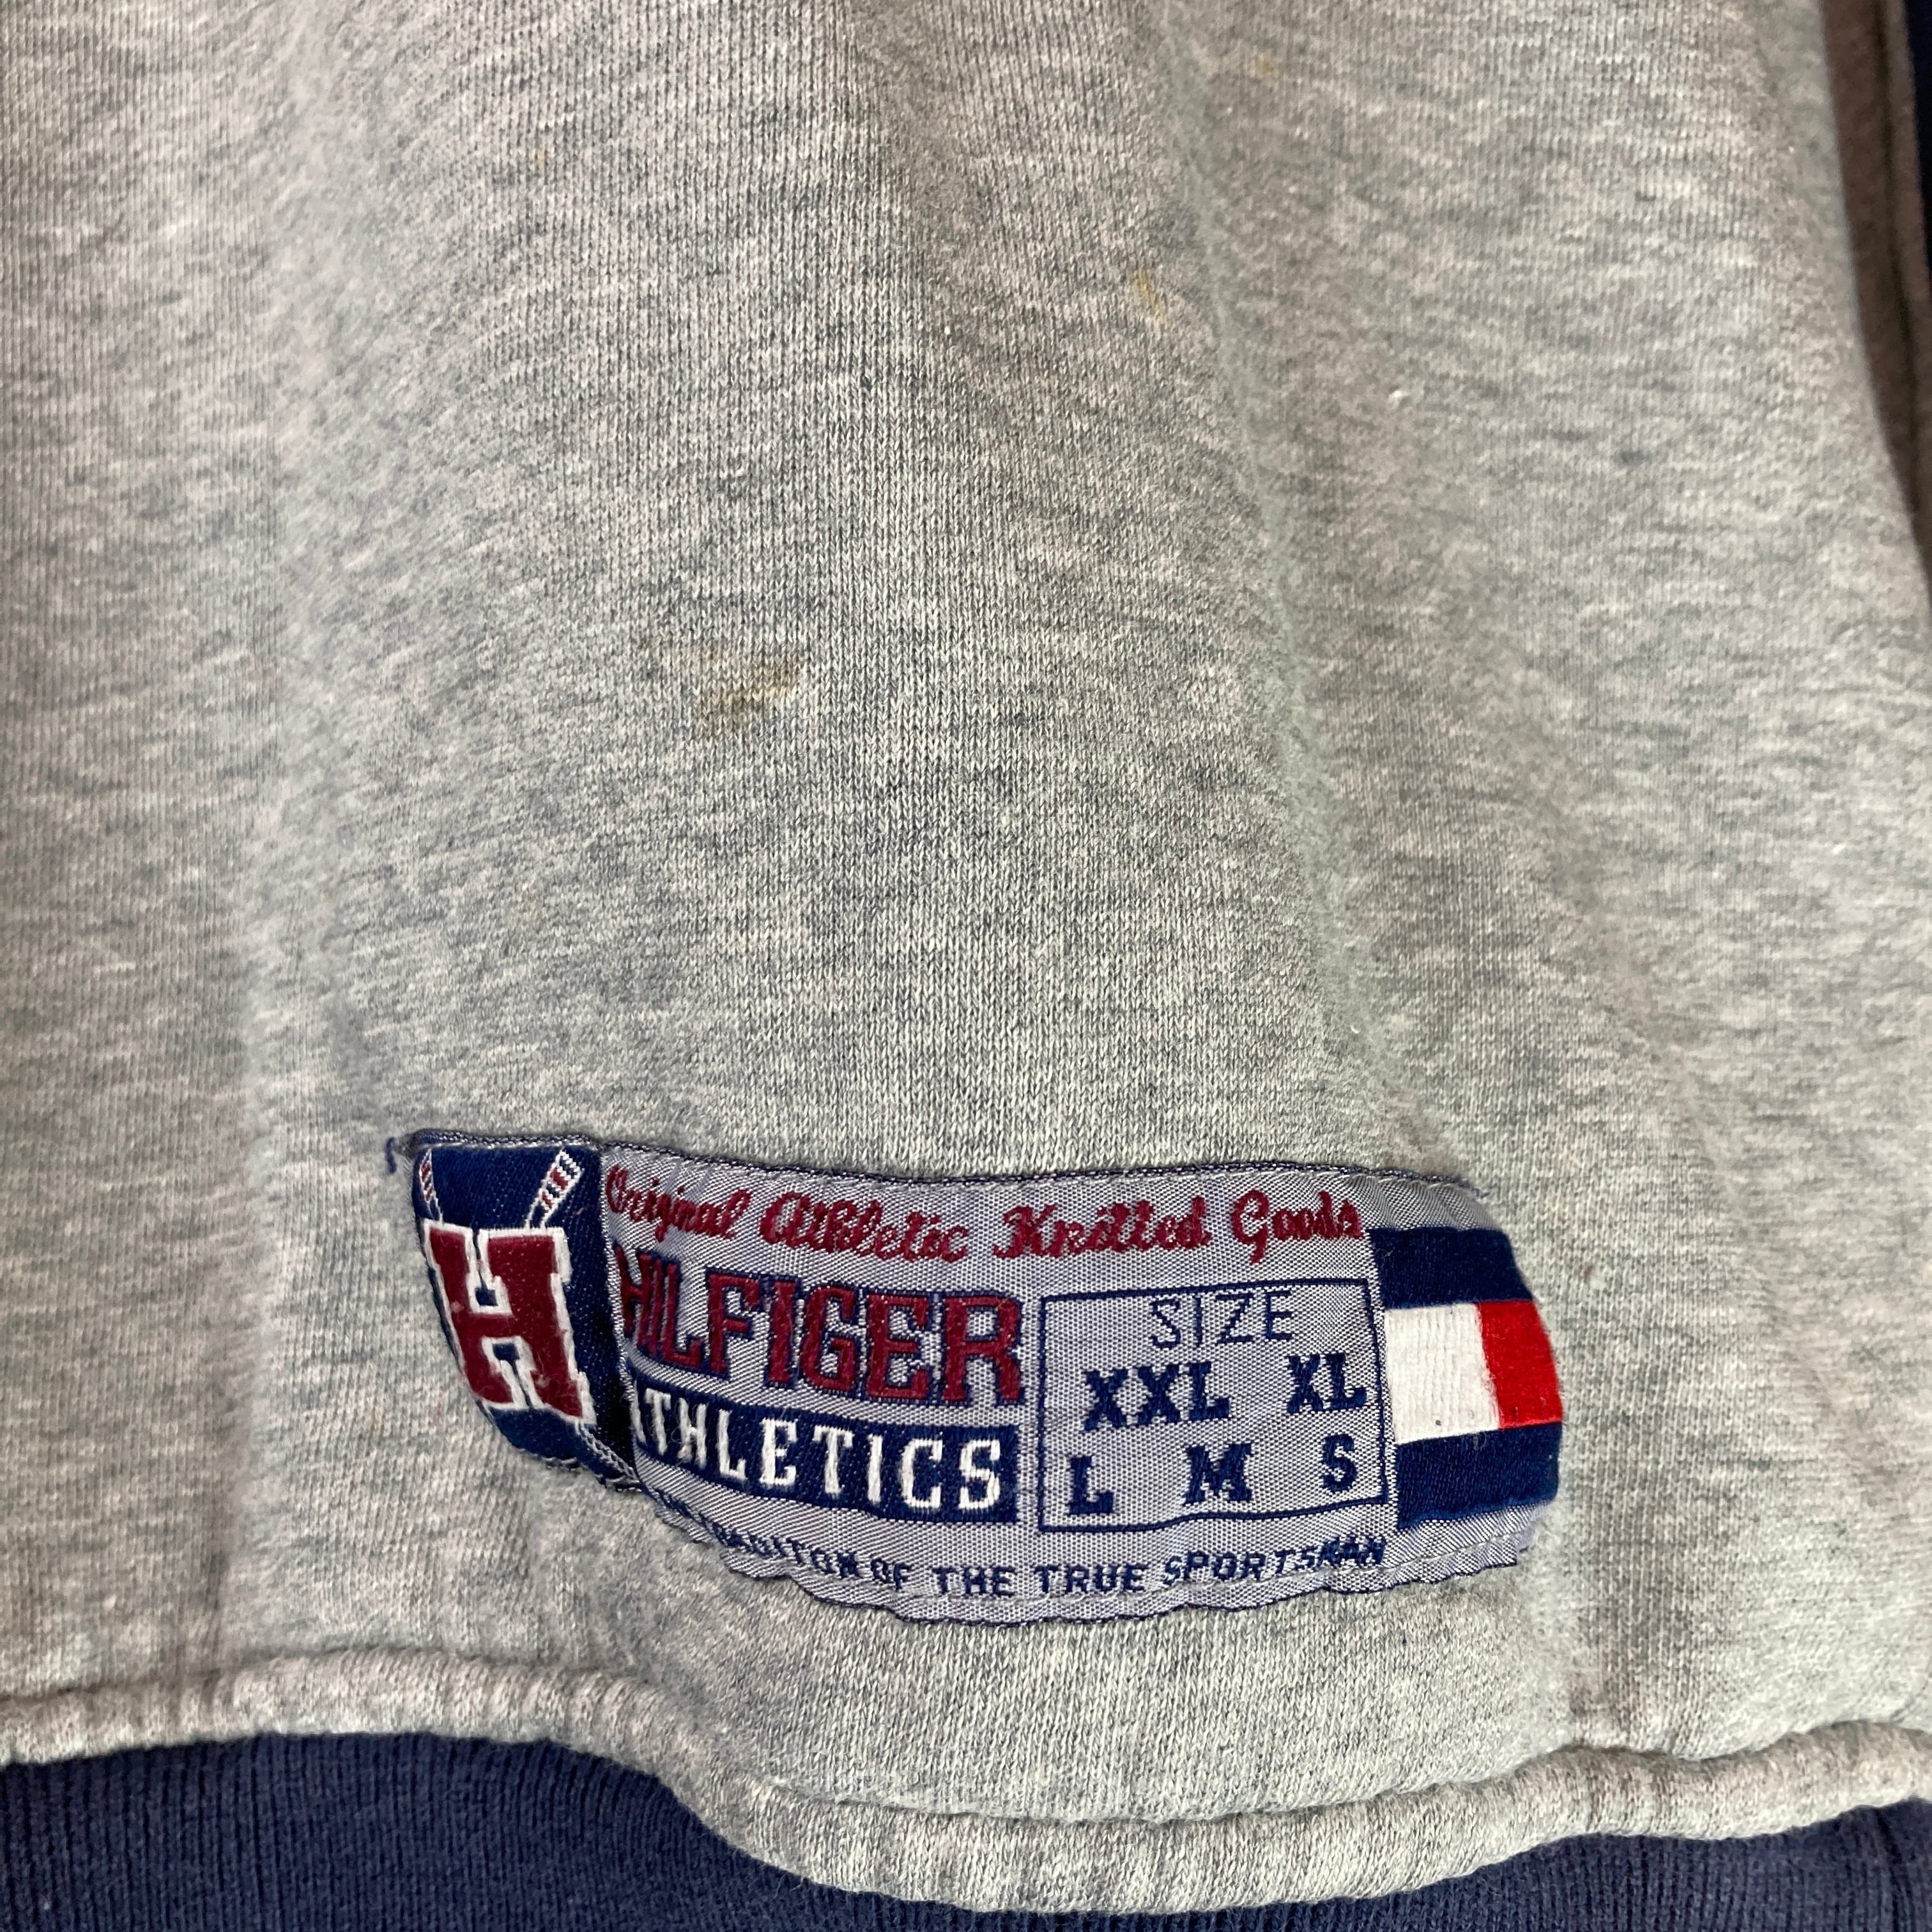 Original Athletic Knitted Goods
H
HILFIGER
ATHLETICS
SIZE
XXL XL
L M S
OF THE TRUE SPORTSMAN